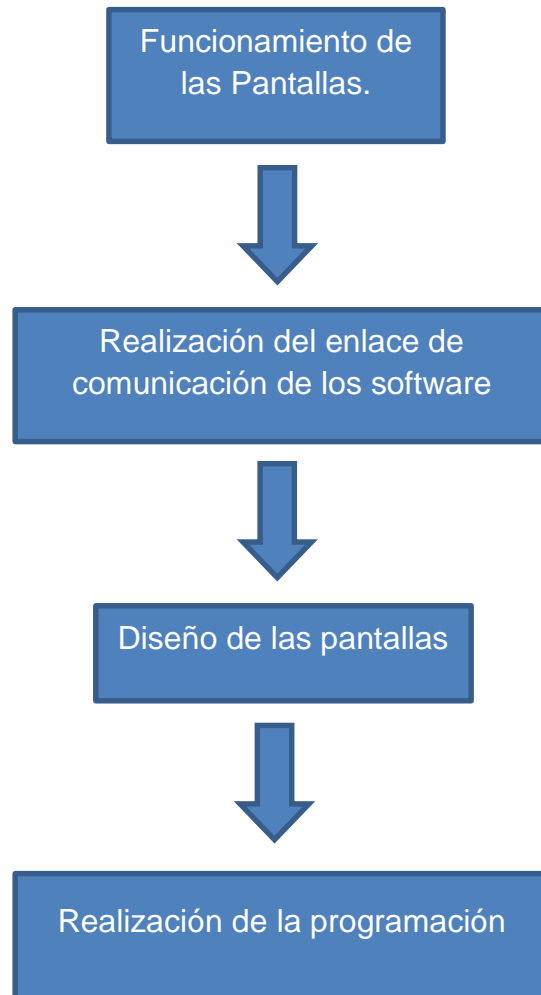 Funcionamiento de
las Pantallas.
Realización del enlace de
comunicación de los software
Diseño de las pantallas
Realización de la programación